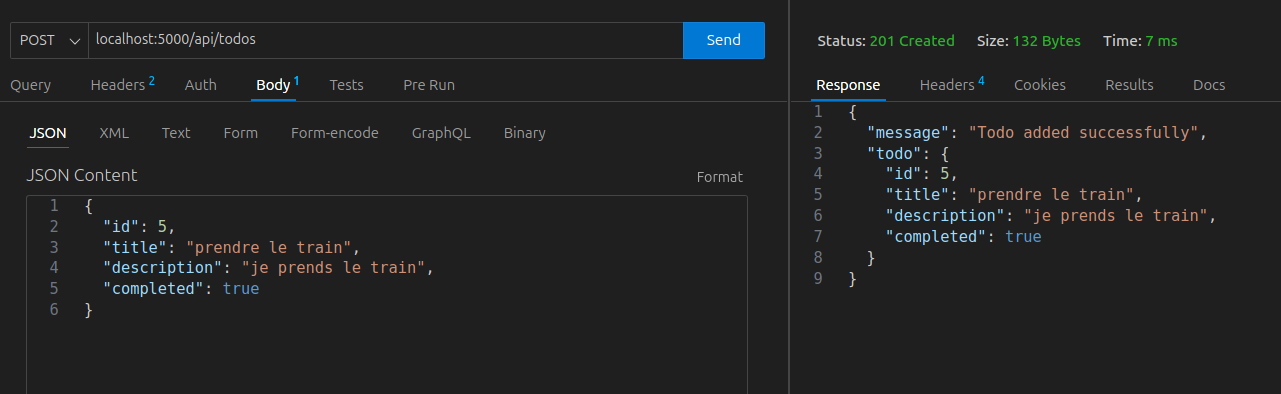 POST localhost:5000/api/todos Send
Query Headers 2 Auth Body 1 Tests Pre Run
JSON XML Text Form Form-encode GraphQL Binary
JSON Content Format
1 {
2 "id": 5,
3 "title": "prendre le train",
4 "description": "je prends le train",
5 "completed": true
6 }
Status: 201 Created Size: 132 Bytes Time: 7 ms
Response Headers 4 Cookies Results Docs
1 {
2 "message": "Todo added successfully",
3 "todo": {
4 "id": 5,
5 "title": "prendre le train",
6 "description": "je prends le train",
7 "completed": true
8 }
9 }